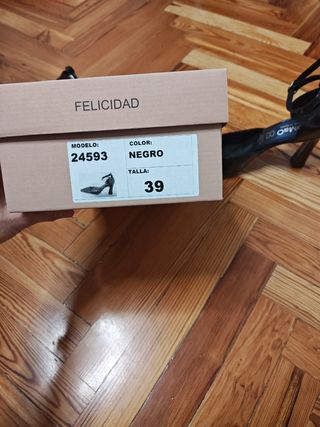 FELICIDAD
MODELO:
24593
COLOR:
NEGRO
TALLA:
39